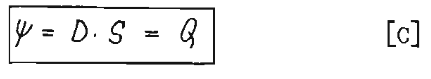 ψ = D · S = Q [C]